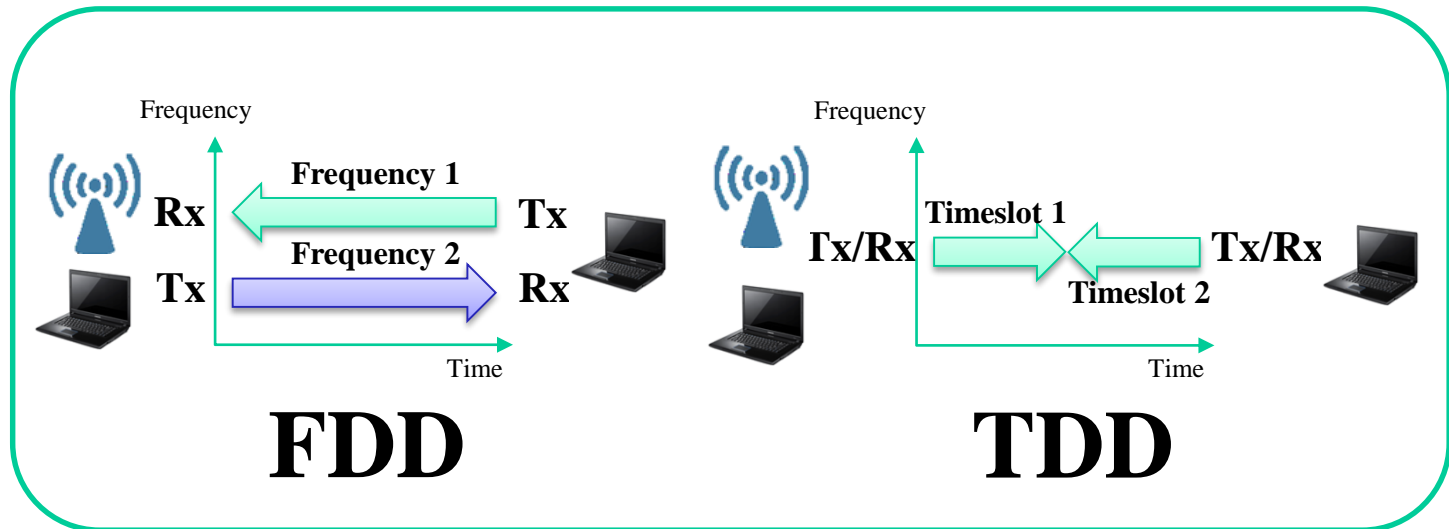 Frequency
Frequency 1
Rx
Tx
Frequency 2
Tx
Rx
Time
FDD
Frequency
Timeslot 1
Tx/Rx
Tx/Rx
Timeslot 2
Time
TDD